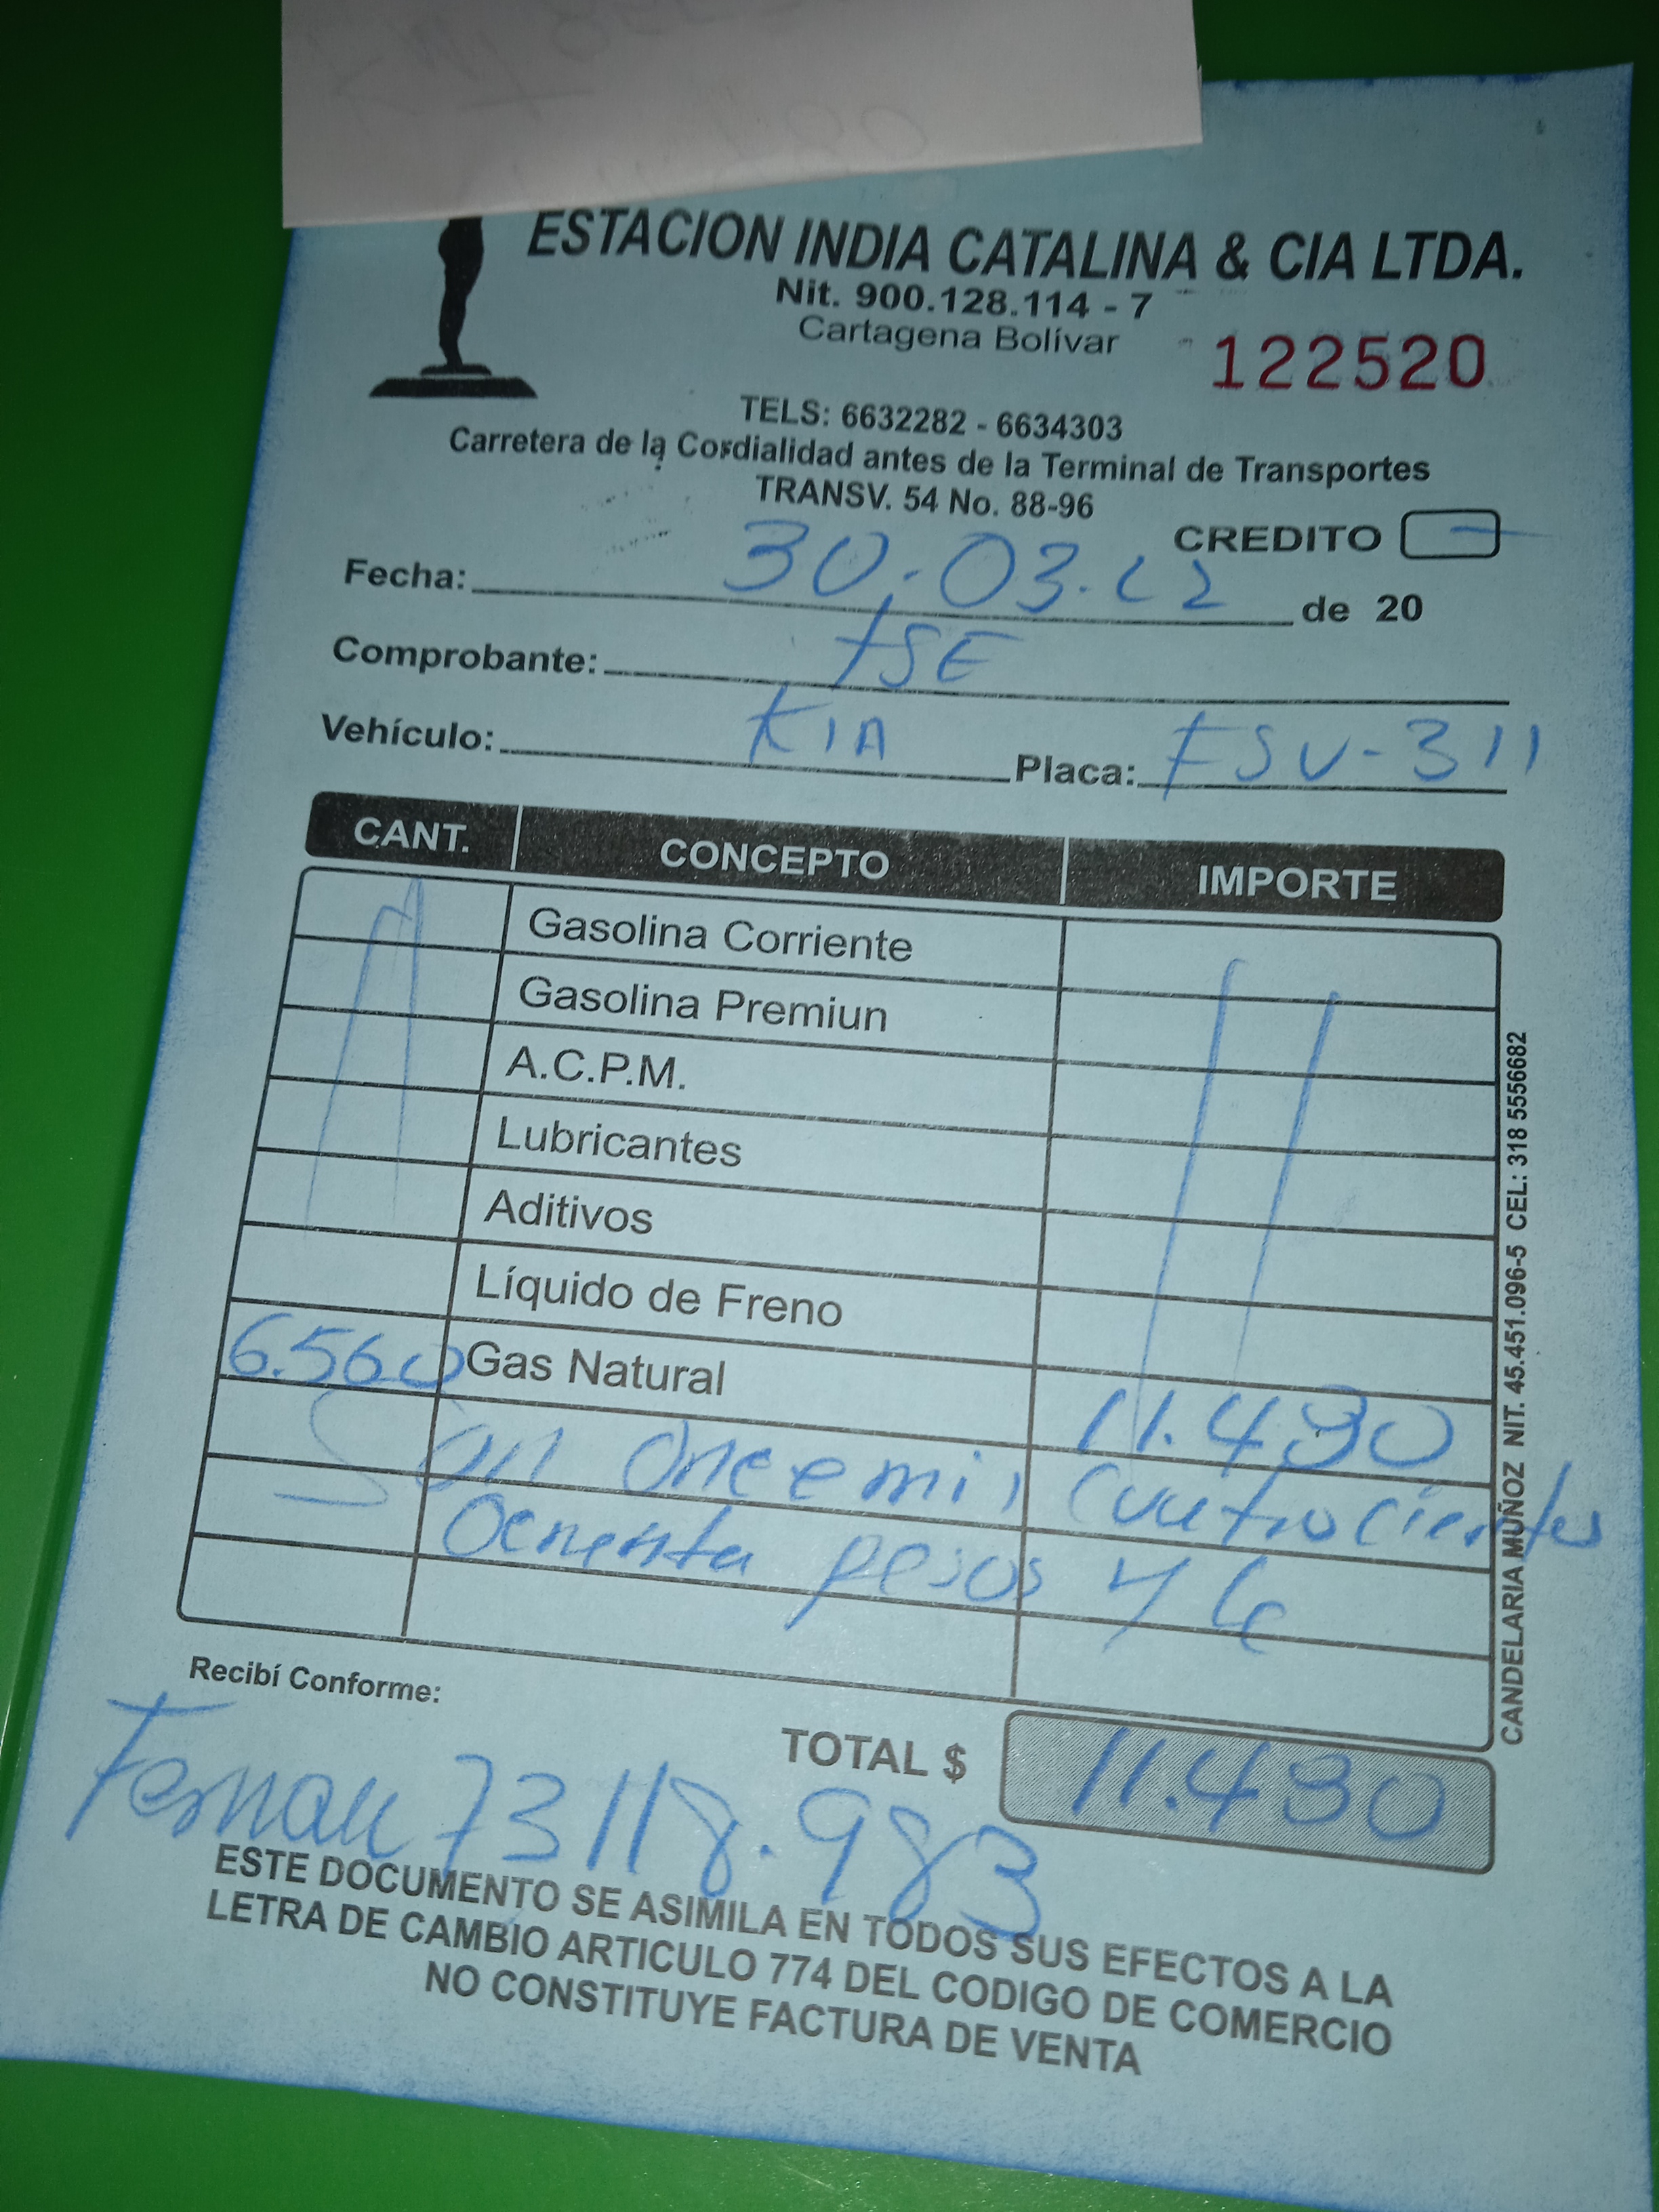 ESTACION INDIA CATALINA & CIA LTDA.
Nit. 900.128.114 - 7
Cartagena Bolívar
122520
TELS: 6632282 - 6634303
Carretera de la Cordialidad antes de la Terminal de Transportes
TRANSV. 54 No. 88-96
CREDITO
Fecha: 30.03.22 de 20
Comprobante: FSE
Vehículo: KIA Placa: FSV-311
CANT. CONCEPTO IMPORTE
Gasolina Corriente
Gasolina Premiun
A.C.P.M.
Lubricantes
Aditivos
Líquido de Freno
6.560 Gas Natural 11.480
Son Oncemil Cuatrocientos
Ochenta pesos
Recibí Conforme:
TOTAL $ 11.480
73118.983
ESTE DOCUMENTO SE ASIMILA EN TODOS SUS EFECTOS A LA
LETRA DE CAMBIO ARTICULO 774 DEL CODIGO DE COMERCIO
NO CONSTITUYE FACTURA DE VENTA
CANDELARIA MUÑOZ NIT. 45.451.096-5 CEL: 318 5556682